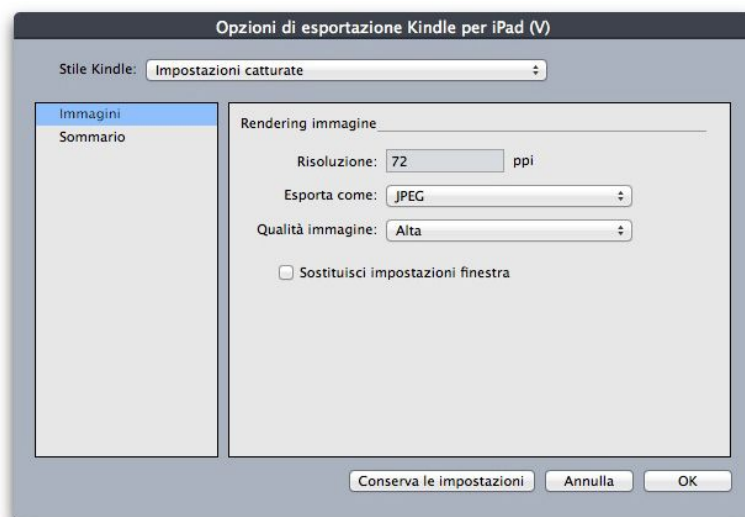 Opzioni di esportazione Kindle per iPad (V)
Stile Kindle: Impostazioni catturate
Immagini
Sommario
Rendering immagine
Risoluzione: 72 ppi
Esporta come: JPEG
Qualità immagine: Alta
Sostituisci impostazioni finestra
Conserva le impostazioni Annulla OK